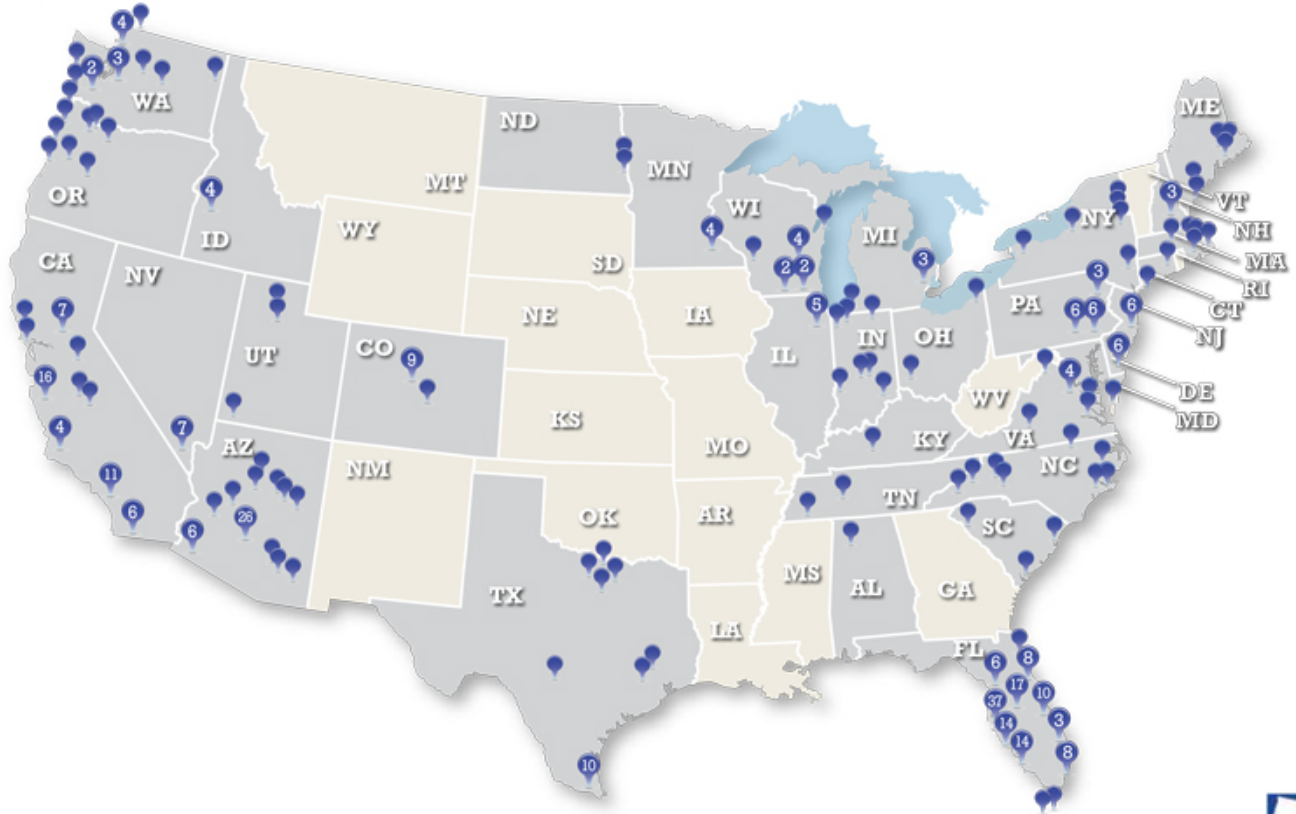 4
3
2
WA
ME
ND
MN
MT
OR
4
ID
WI
4
4
NY
3
VT
NH
WY
MI
2
2
3
SD
MA
RI
CA
NV
3
CT
7
5
PA
6
6
6
NJ
NE
IA
IN
OH
UT
CO
9
IL
6
4
DE
16
WV
MD
4
7
KS
MO
KY
VA
AZ
NM
NC
11
TN
6
6
26
OK
AR
SC
MS
AL
GA
TX
LA
FL
6
8
17
10
37
14
3
14
8
10